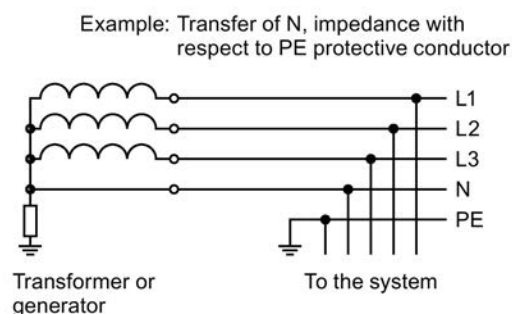 Example: Transfer of N, impedance with
respect to PE protective conductor
L1
L2
L3
N
PE
Transformer or
generator
To the system